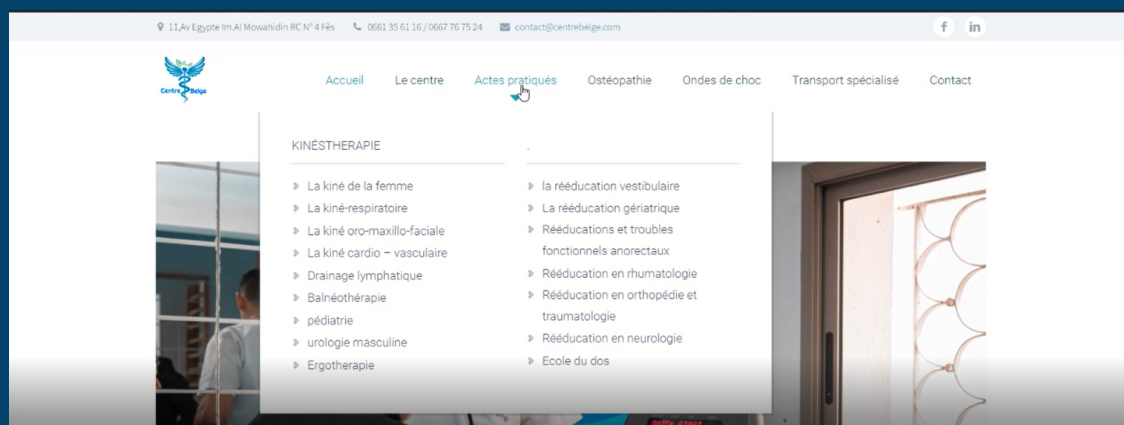 11,Av Egypte Im.Al Mowahidin RC N° 4 Fès 0661 35 61 16 / 0667 76 75 24 contact@centrebelge.com
f in
Centre Belge
Accueil Le centre Actes pratiqués Ostéopathie Ondes de choc Transport spécialisé Contact
KINÉSTHERAPIE
La kiné de la femme
La kiné-respiratoire
La kiné oro-maxillo-faciale
La kiné cardio – vasculaire
Drainage lymphatique
Balnéothérapie
pédiatrie
urologie masculine
Ergotherapie
.
la rééducation vestibulaire
La rééducation gériatrique
Rééducations et troubles
fonctionnels anorectaux
Rééducation en rhumatologie
Rééducation en orthopédie et
traumatologie
Rééducation en neurologie
Ecole du dos